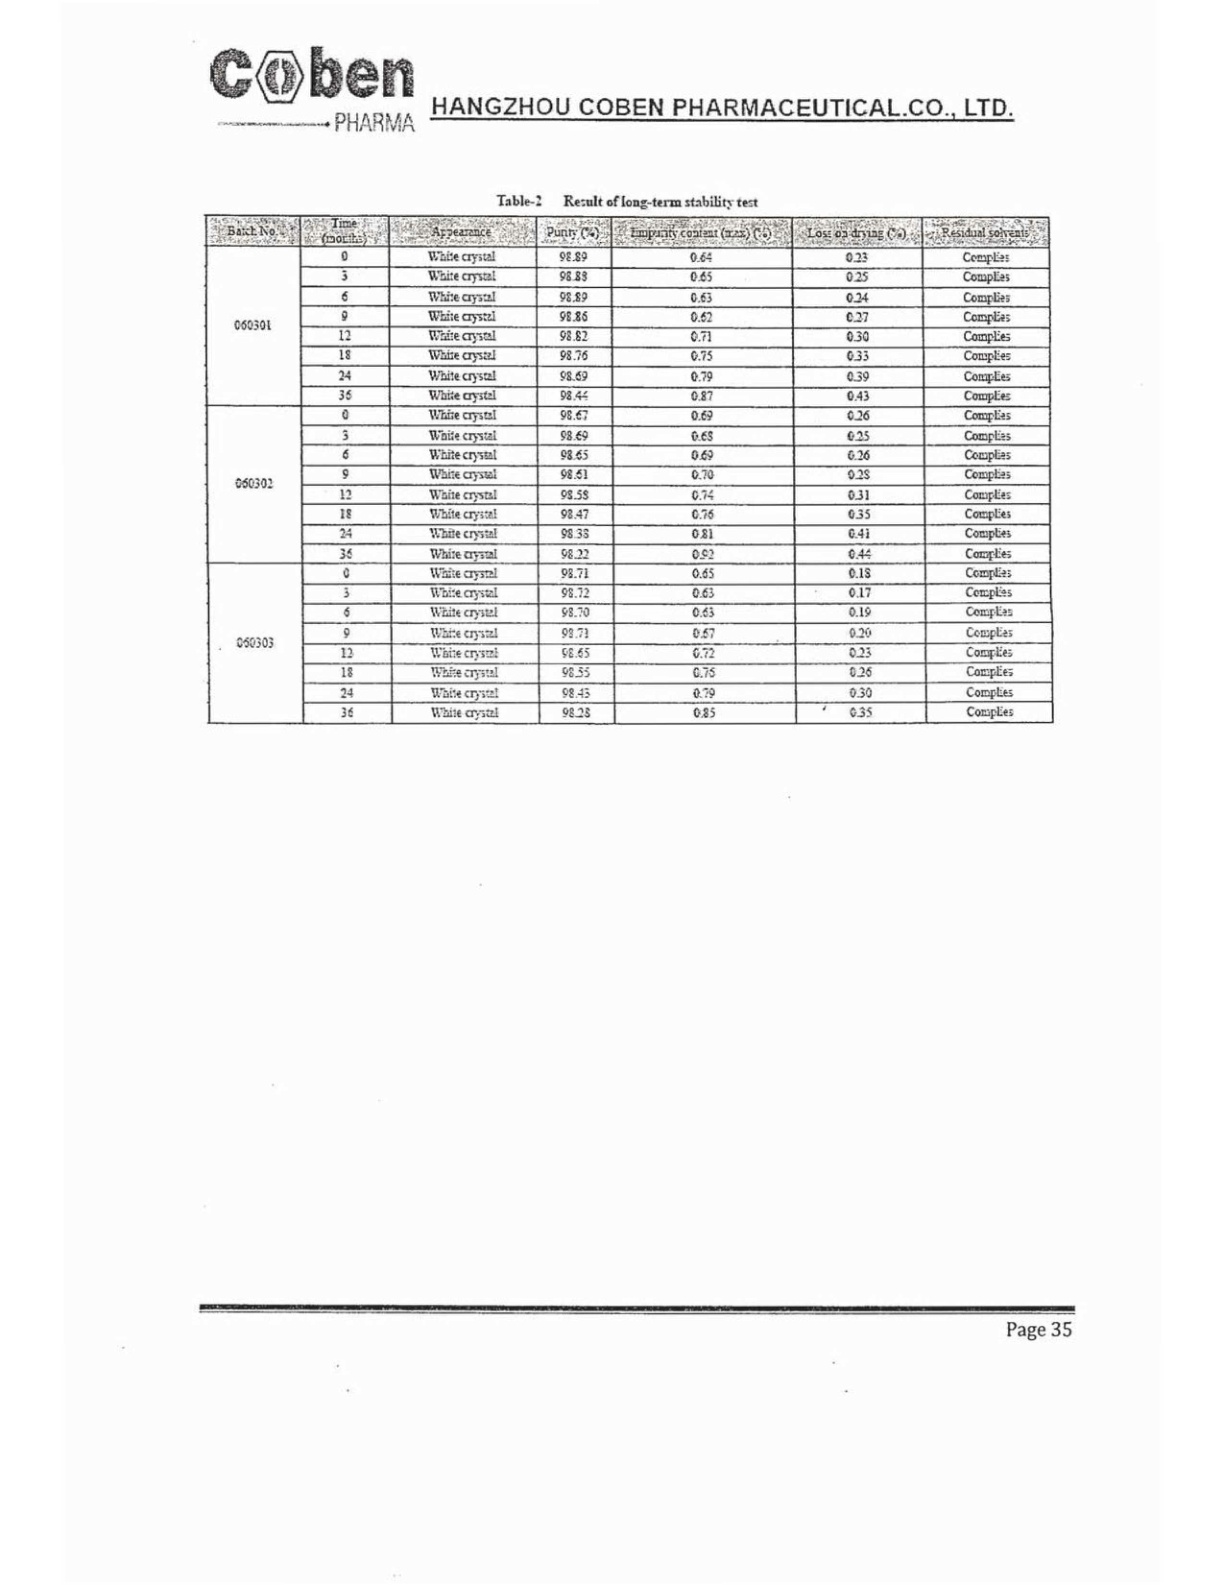 Coben
PHARMA
HANGZHOU COBEN PHARMACEUTICAL.CO., LTD.
Table-2 Result of long-term stability test
Batch No. Time (months) Appearance Purity (%) Impurity content (max) (%) Loss on drying (%) Residual solvents
060301
0 White crystal 98.89 0.64 0.23 Complies
3 White crystal 98.88 0.65 0.25 Complies
6 White crystal 98.89 0.63 0.24 Complies
9 White crystal 98.86 0.62 0.27 Complies
12 White crystal 98.82 0.71 0.30 Complies
18 White crystal 98.76 0.75 0.33 Complies
24 White crystal 98.69 0.79 0.39 Complies
36 White crystal 98.44 0.87 0.43 Complies
060302
0 White crystal 98.67 0.69 0.26 Complies
3 White crystal 98.69 0.68 0.25 Complies
6 White crystal 98.65 0.69 0.26 Complies
9 White crystal 98.61 0.70 0.28 Complies
12 White crystal 98.58 0.74 0.31 Complies
18 White crystal 98.47 0.76 0.35 Complies
24 White crystal 98.38 0.81 0.41 Complies
36 White crystal 98.22 0.92 0.44 Complies
060303
0 White crystal 98.71 0.65 0.18 Complies
3 White crystal 98.72 0.63 0.17 Complies
6 White crystal 98.70 0.63 0.19 Complies
9 White crystal 98.71 0.67 0.20 Complies
12 White crystal 98.65 0.72 0.23 Complies
18 White crystal 98.55 0.76 0.26 Complies
24 White crystal 98.43 0.79 0.30 Complies
36 White crystal 98.28 0.85 0.35 Complies
Page 35